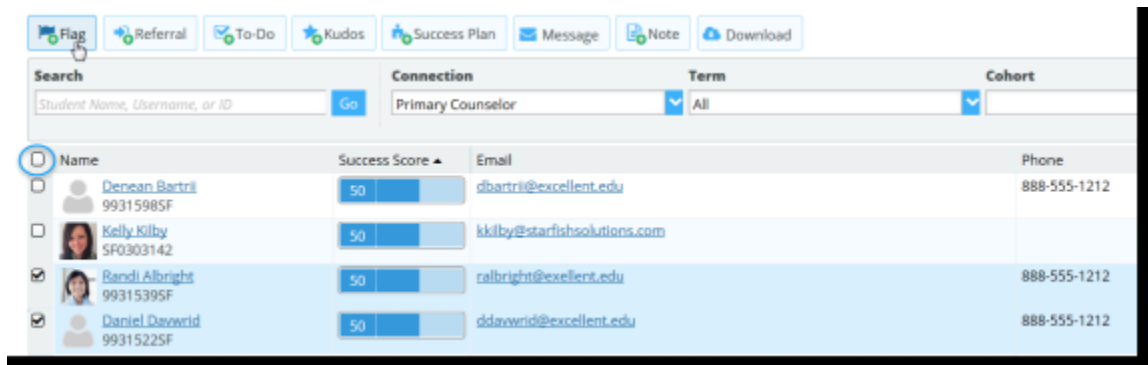 Flag Referral To-Do Kudos Success Plan Message Note Download
Search Connection Term Cohort
Student Name, Username, or ID Go Primary Counselor All
Name Success Score Email Phone
Denean Bartrii 50 dbartrii@excellent.edu 888-555-1212
9931598SF
Kelly Kilby 50 kkilby@starfishsolutions.com
SF0303142
Randi Albright 50 ralbright@exellent.edu 888-555-1212
9931539SF
Daniel Davwrid 50 ddavwrid@excellent.edu 888-555-1212
9931522SF